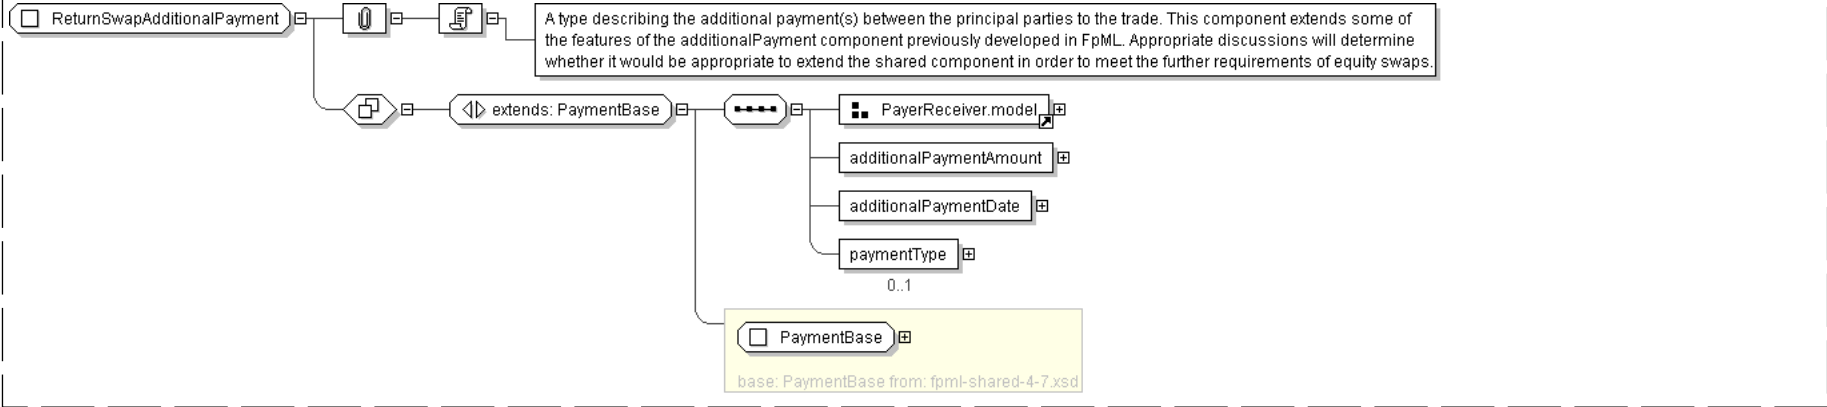 ReturnSwapAdditionalPayment
A type describing the additional payment(s) between the principal parties to the trade. This component extends some of
the features of the additionalPayment component previously developed in FpML. Appropriate discussions will determine
whether it would be appropriate to extend the shared component in order to meet the further requirements of equity swaps.
extends: PaymentBase
PayerReceiver.model
additionalPaymentAmount
additionalPaymentDate
paymentType
0..1
PaymentBase
base: PaymentBase from: fpml-shared-4-7.xsd